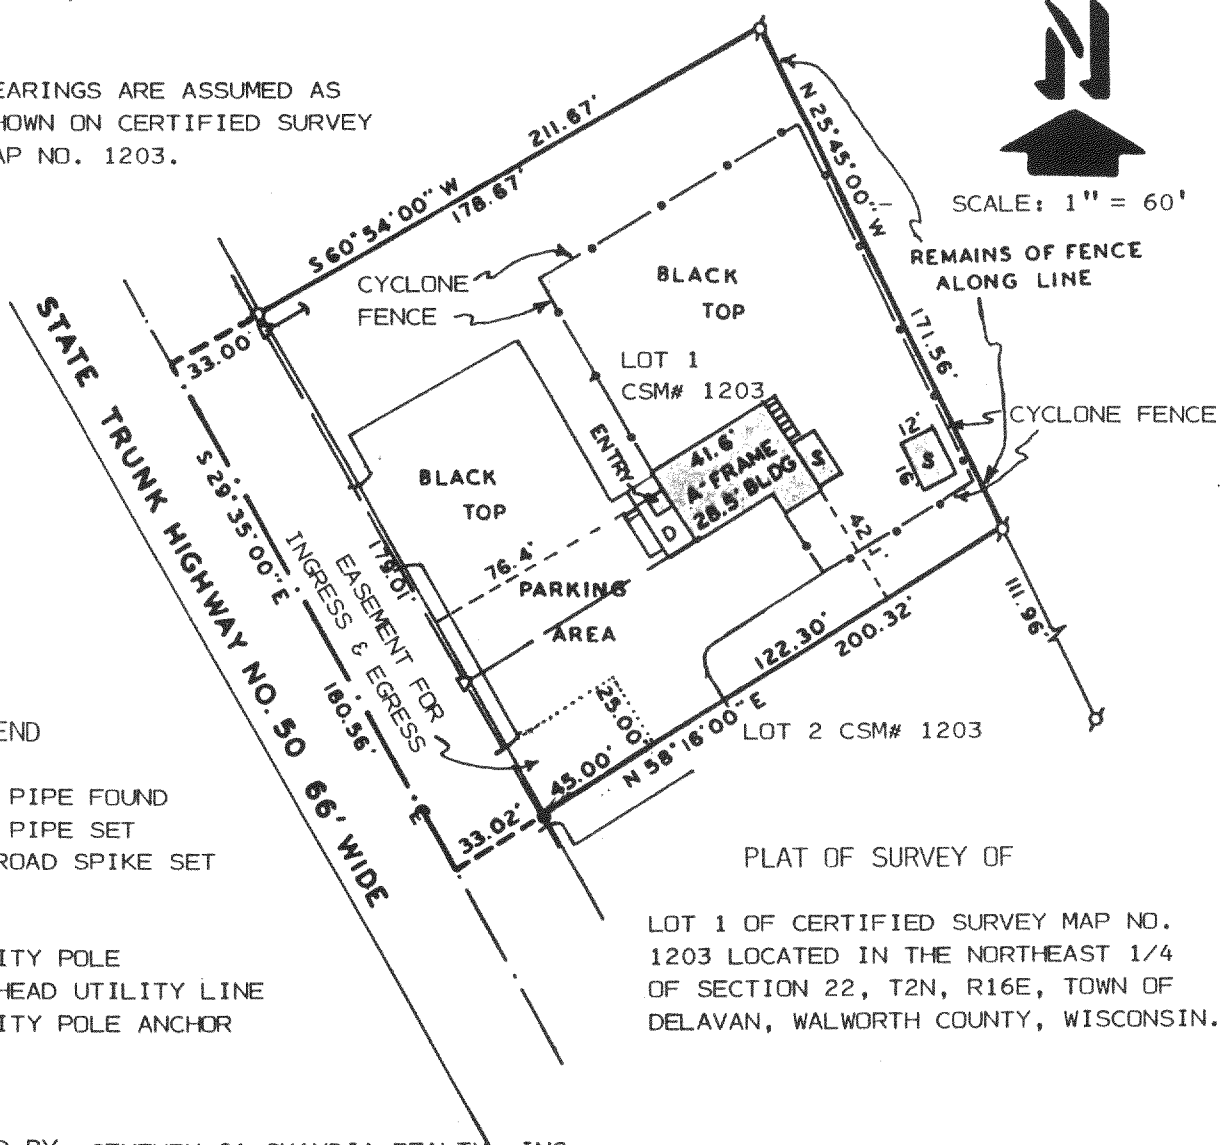 N
EARINGS ARE ASSUMED AS
HOWN ON CERTIFIED SURVEY
AP NO. 1203.
SCALE: 1" = 60'
211.67'
S 60° 54' 00" W
178.67'
N 25° 45' 00" W
REMAINS OF FENCE
ALONG LINE
CYCLONE
FENCE
BLACK
TOP
33.00'
LOT 1
CSM# 1203
171.56'
CYCLONE FENCE
STATE TRUNK HIGHWAY NO. 50 66' WIDE
S 29° 35' 00" E
180.56'
ENTRY
41.6'
A-FRAME
28.5' BLDG
S
12'
16'
S
D
BLACK
TOP
76.4'
179.01'
EASEMENT FOR
INGRESS & EGRESS
PARKING
AREA
42.1'
122.30'
200.32'
111.96'
25.00'
45.00'
N 58° 16' 00" E
LOT 2 CSM# 1203
33.02'
END
PIPE FOUND
PIPE SET
ROAD SPIKE SET
ITY POLE
HEAD UTILITY LINE
ITY POLE ANCHOR
PLAT OF SURVEY OF
LOT 1 OF CERTIFIED SURVEY MAP NO.
1203 LOCATED IN THE NORTHEAST 1/4
OF SECTION 22, T2N, R16E, TOWN OF
DELAVAN, WALWORTH COUNTY, WISCONSIN.